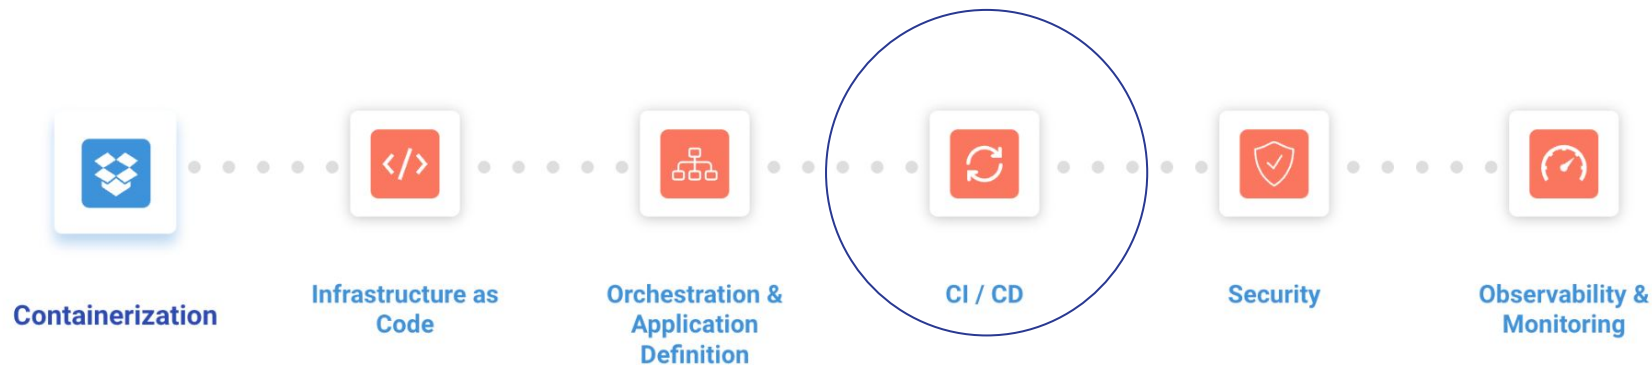 Containerization
Infrastructure as
Code
Orchestration &
Application
Definition
CI / CD
Security
Observability &
Monitoring